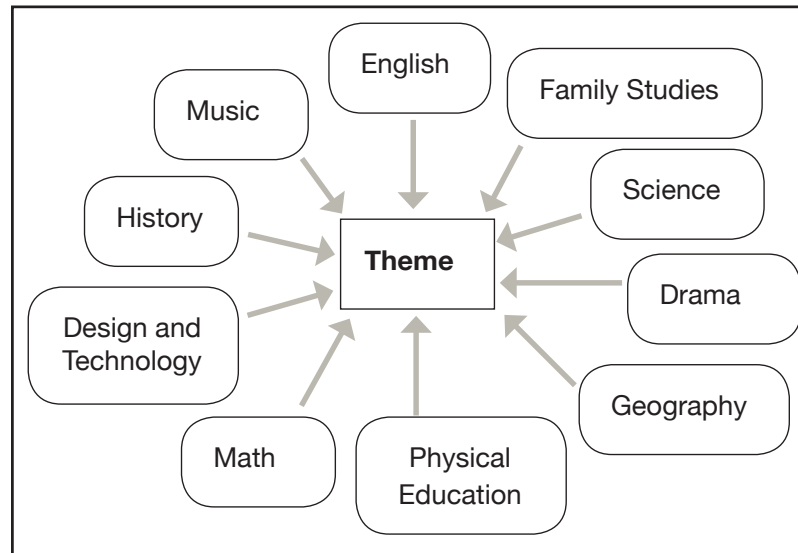 English
Family Studies
Music
Science
History
Theme
Drama
Design and
Technology
Geography
Math
Physical
Education